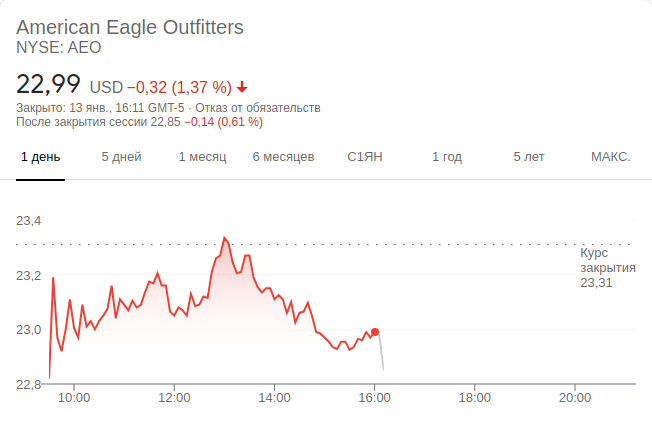 American Eagle Outfitters
NYSE: AEO
22,99 USD −0,32 (1,37 %)
Закрыто: 13 янв., 16:11 GMT-5 · Отказ от обязательств
После закрытия сессии 22,85 −0,14 (0,61 %)
1 день 5 дней 1 месяц 6 месяцев С1ЯН 1 год 5 лет МАКС.
23,4
Курс
закрытия
23,31
23,2
23,0
22,8
10:00 12:00 14:00 16:00 18:00 20:00